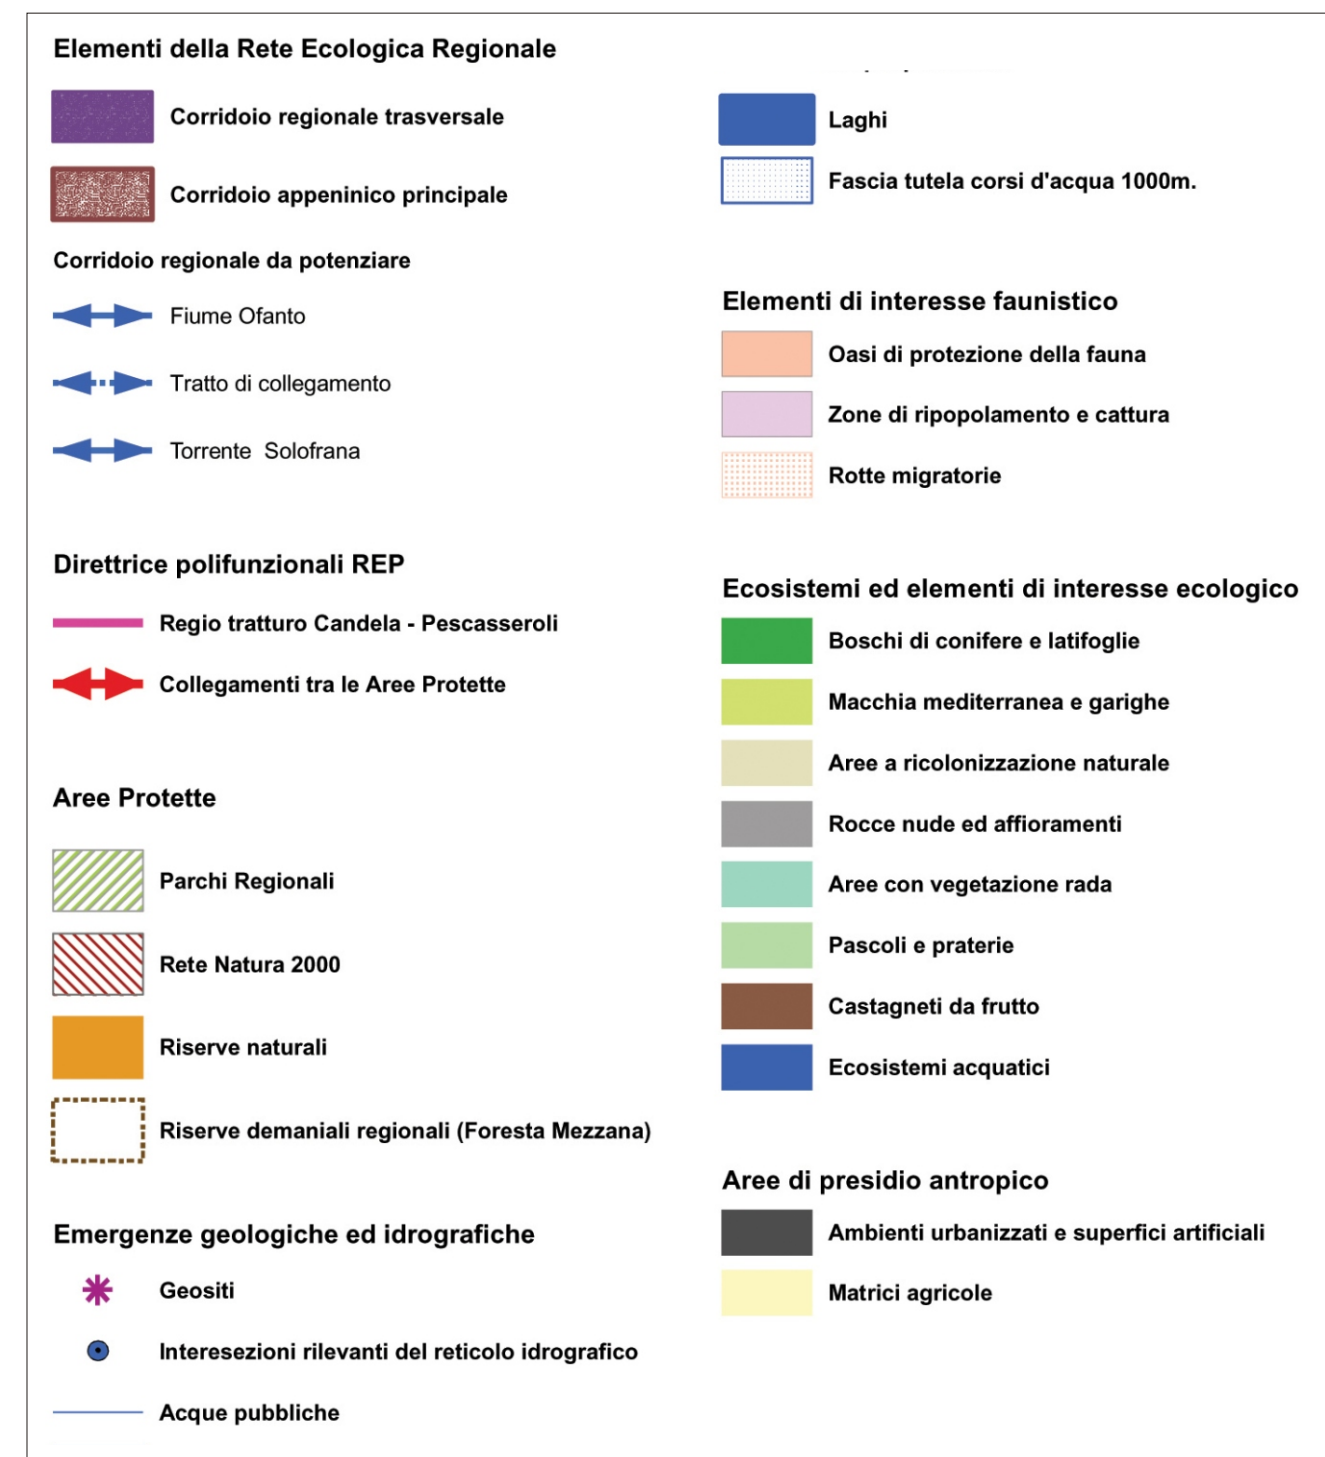 Elementi della Rete Ecologica Regionale
Corridoio regionale trasversale
Corridoio appeninico principale
Corridoio regionale da potenziare
Fiume Ofanto
Tratto di collegamento
Torrente Solofrana
Direttrice polifunzionali REP
Regio tratturo Candela - Pescasseroli
Collegamenti tra le Aree Protette
Aree Protette
Parchi Regionali
Rete Natura 2000
Riserve naturali
Riserve demaniali regionali (Foresta Mezzana)
Emergenze geologiche ed idrografiche
Geositi
Interesezioni rilevanti del reticolo idrografico
Acque pubbliche
Laghi
Fascia tutela corsi d'acqua 1000m.
Elementi di interesse faunistico
Oasi di protezione della fauna
Zone di ripopolamento e cattura
Rotte migratorie
Ecosistemi ed elementi di interesse ecologico
Boschi di conifere e latifoglie
Macchia mediterranea e garighe
Aree a ricolonizzazione naturale
Rocce nude ed affioramenti
Aree con vegetazione rada
Pascoli e praterie
Castagneti da frutto
Ecosistemi acquatici
Aree di presidio antropico
Ambienti urbanizzati e superfici artificiali
Matrici agricole